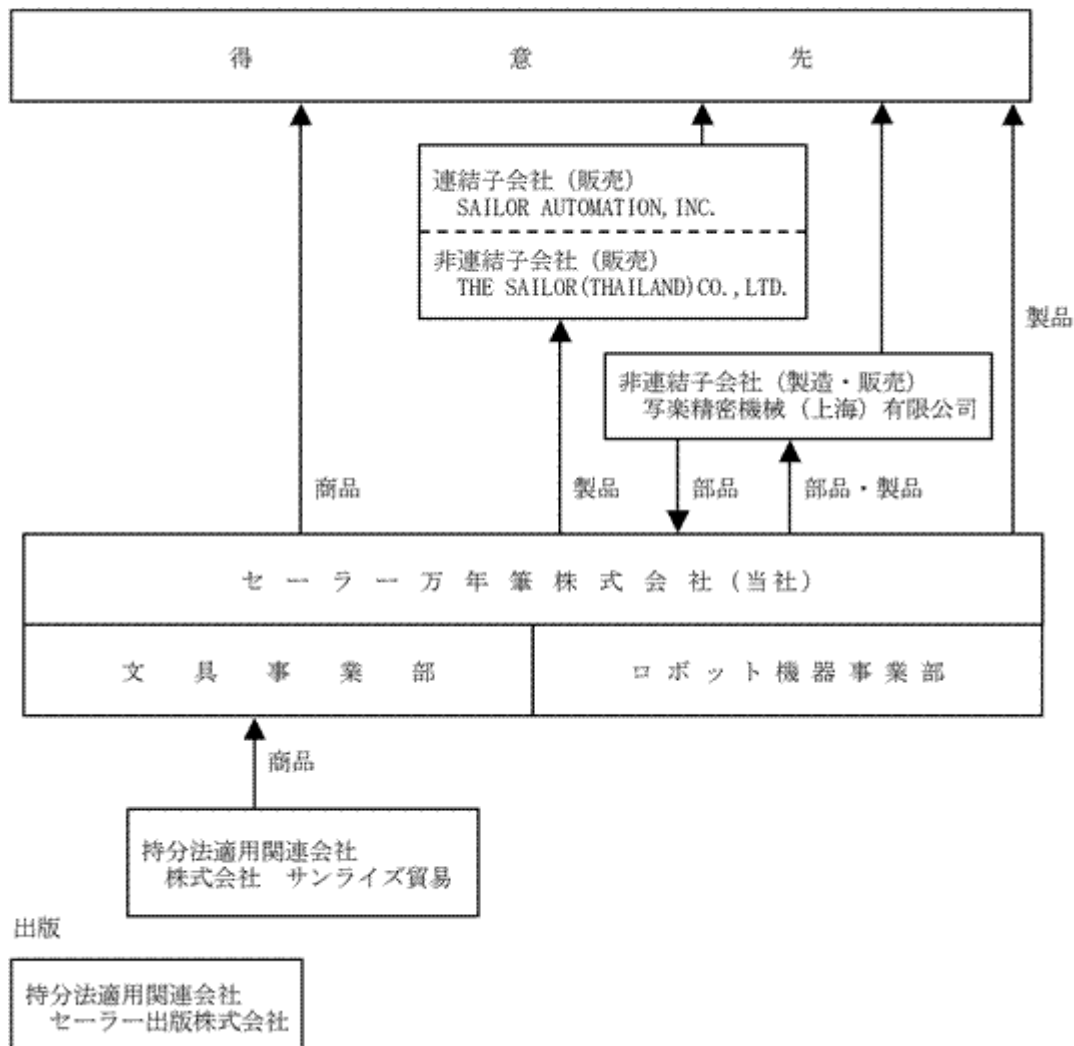 得意先
連結子会社（販売）
SAILOR AUTOMATION,INC.
非連結子会社（販売）
THE SAILOR(THAILAND)CO.,LTD.
製品
非連結子会社（製造・販売）
写楽精密機械（上海）有限公司
商品
製品
部品
部品・製品
セーラー万年筆株式会社(当社)
文具事業部
ロボット機器事業部
商品
持分法適用関連会社
株式会社　サンライズ貿易
出版
持分法適用関連会社
セーラー出版株式会社